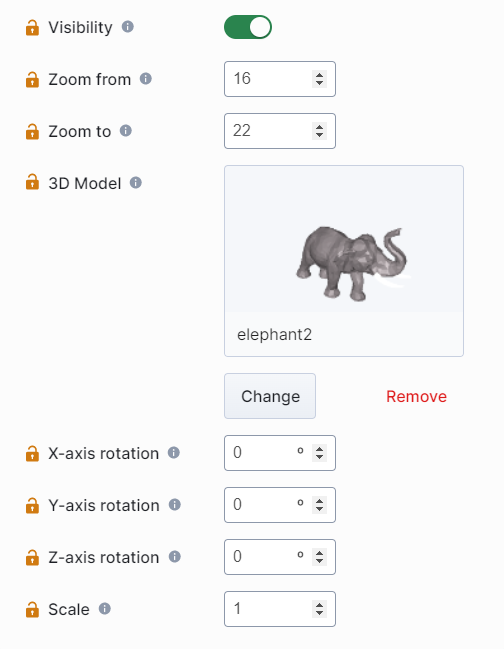 Visibility
Zoom from 16
Zoom to 22
3D Model
elephant2
Change Remove
X-axis rotation 0 º
Y-axis rotation 0 º
Z-axis rotation 0 º
Scale 1